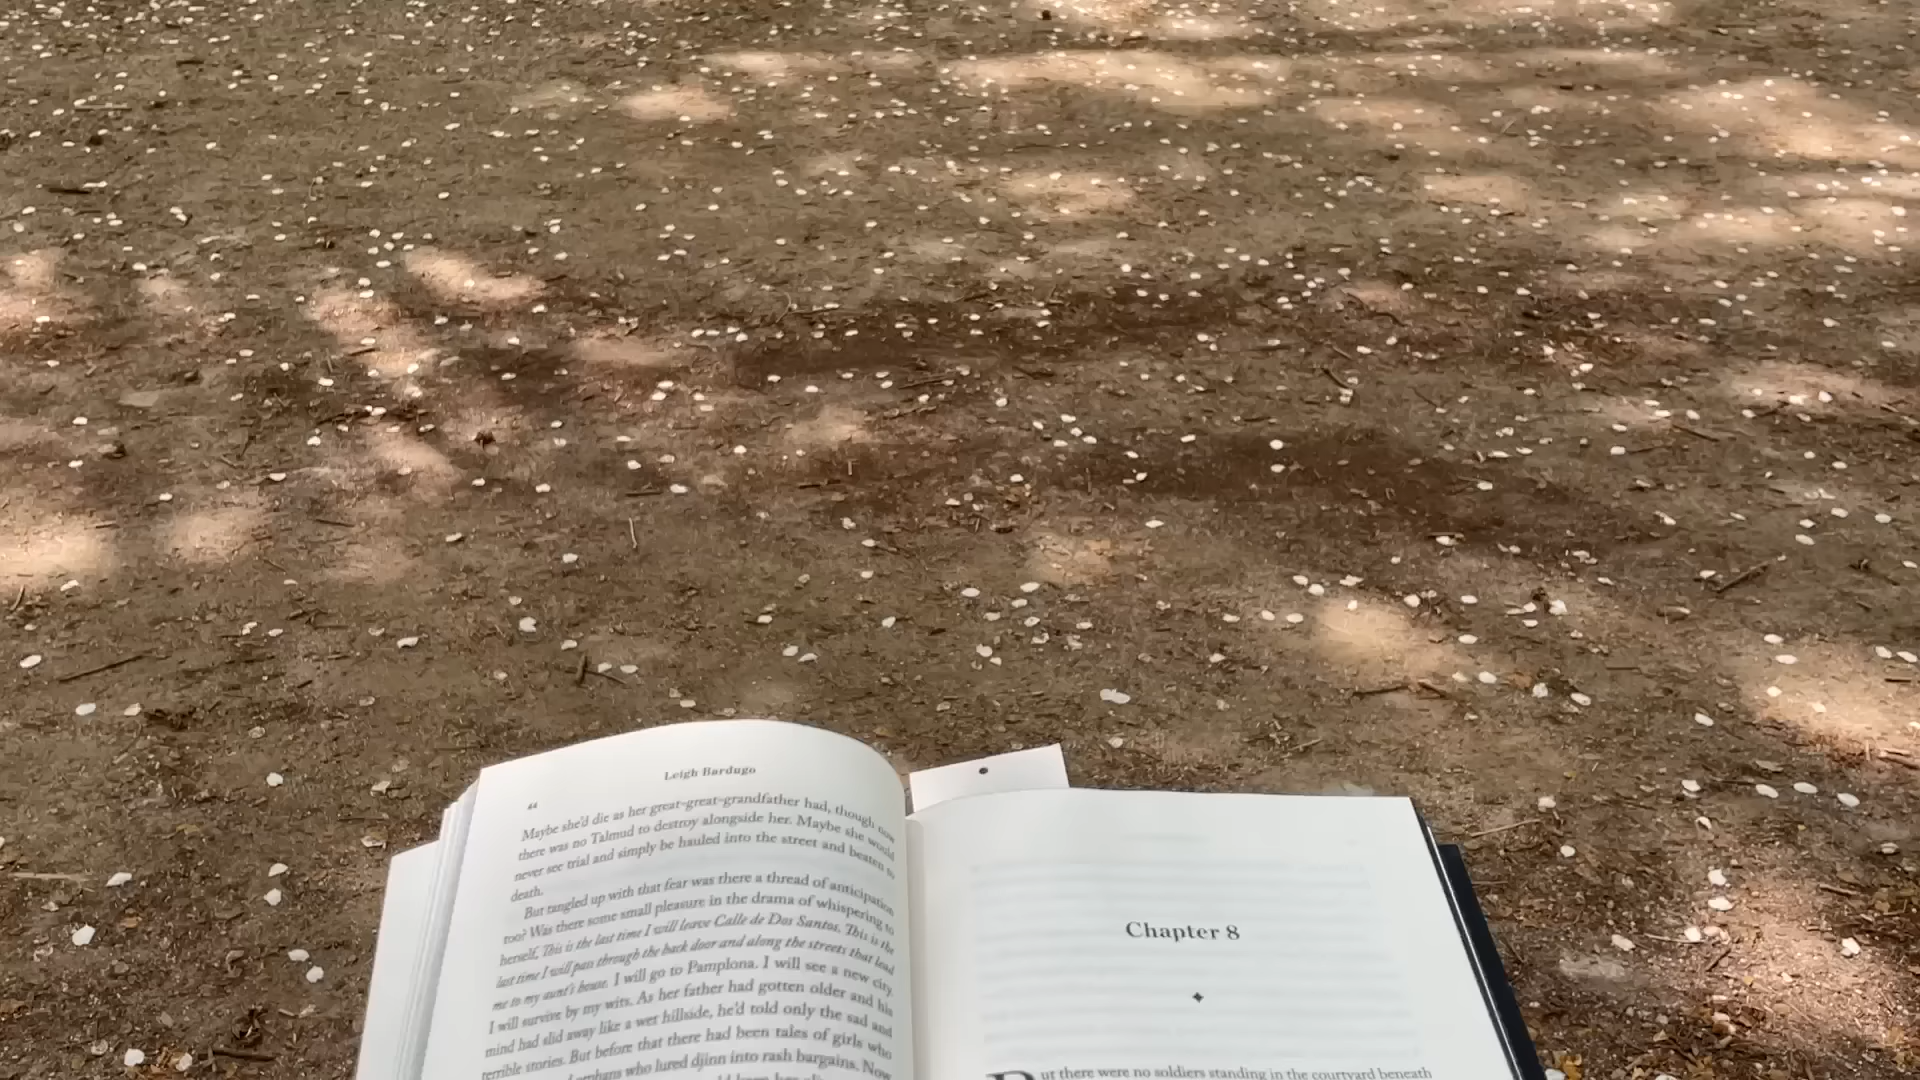 Leigh Bardugo
44
Maybe she'd die as her great-great-grandfather had, though now
there was no Talmud to destroy alongside her. Maybe she would
never see trial and simply be hauled into the street and beaten to
death.
But tangled up with that fear was there a thread of anticipation
too? Was there some small pleasure in the drama of whispering to
herself, This is the last time I will leave Calle de Dos Santos. This is the
last time I will pass through the back door and along the streets that lead
me to my aunt's house. I will go to Pamplona. I will see a new city.
I will survive by my wits. As her father had gotten older and his
mind had slid away like a wet hillside, he'd told only the sad and
terrible stories. But before that there had been tales of girls who
orphans who lured djinn into rash bargains. Now
Chapter 8
But there were no soldiers standing in the courtyard beneath